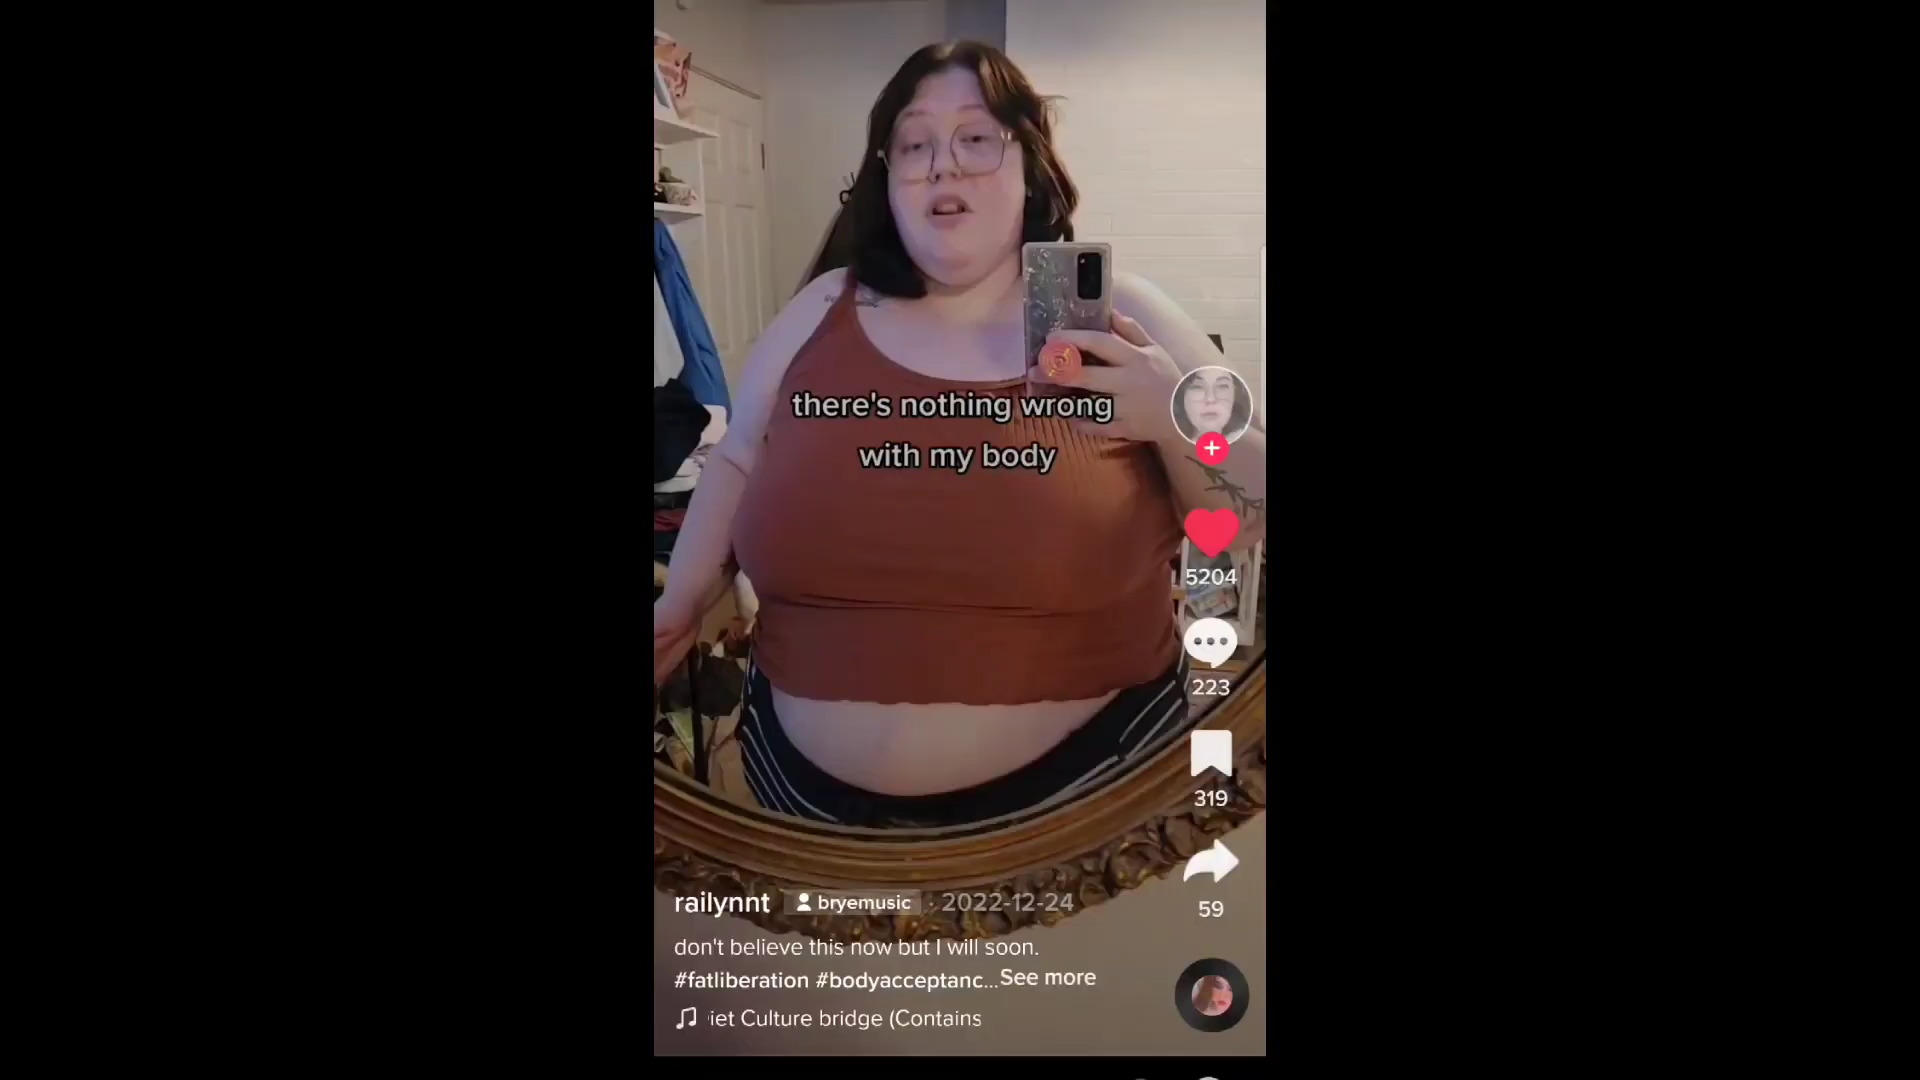 there's nothing wrong
with my body
5204
223
319
59
railynnt bryemusic · 2022-12-24
don't believe this now but I will soon.
#fatliberation #bodyacceptanc...See more
iet Culture bridge (Contains